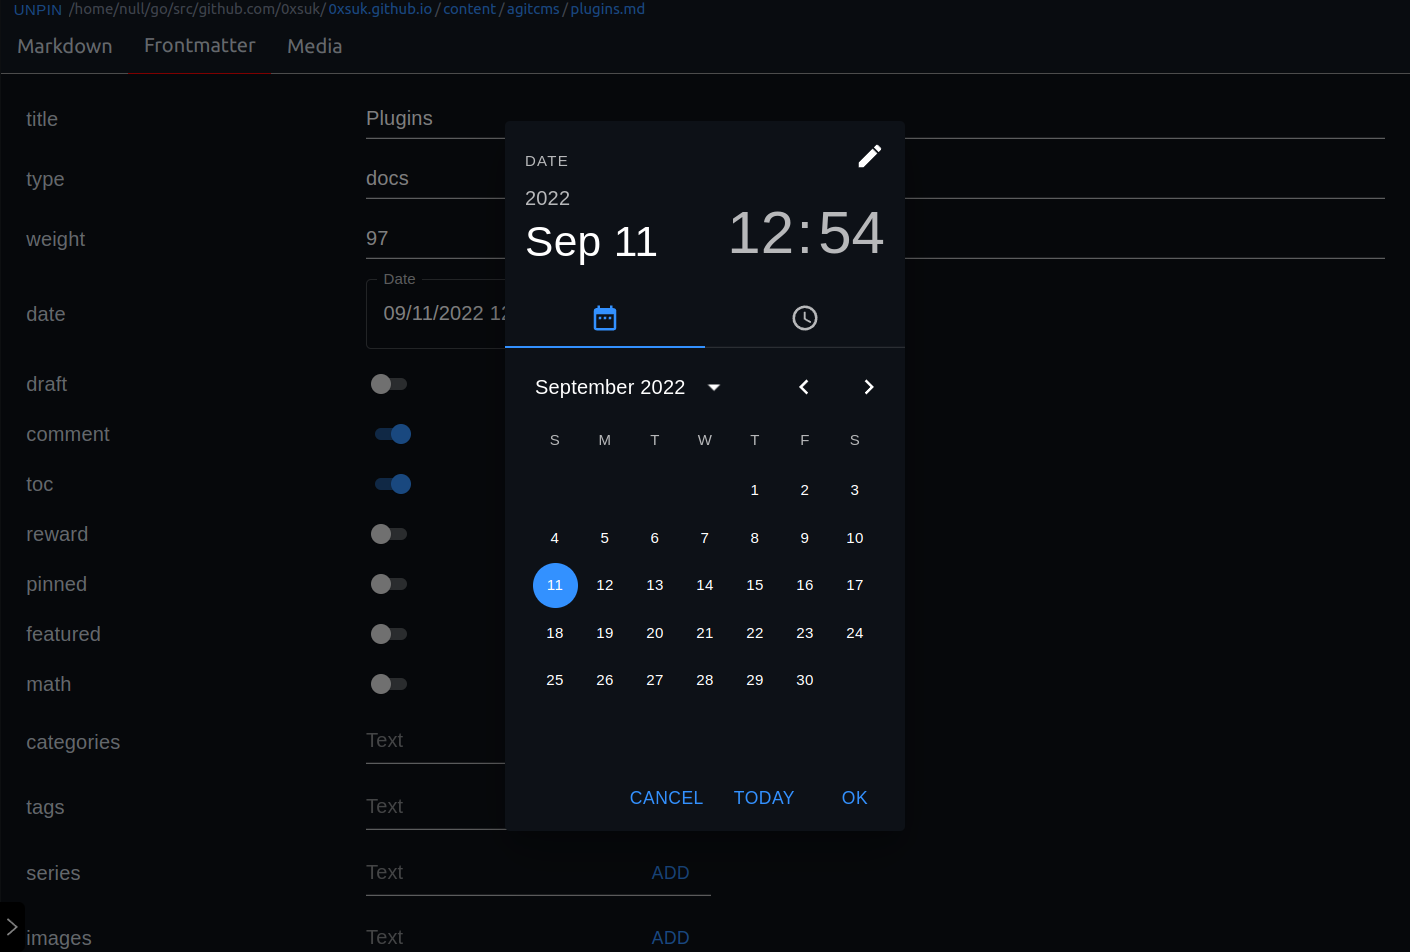 UNPIN /home/null/go/src/github.com/0xsuk/0xsuk.github.io/content/agitcms/plugins.md
Markdown Frontmatter Media
title Plugins
type docs
weight 97
date Date 09/11/2022 12
draft
comment
toc
reward
pinned
featured
math
categories Text
tags Text
series Text ADD
images Text ADD
DATE
2022
Sep 11 12:54
September 2022
S M T W T F S
1 2 3
4 5 6 7 8 9 10
11 12 13 14 15 16 17
18 19 20 21 22 23 24
25 26 27 28 29 30
CANCEL TODAY OK